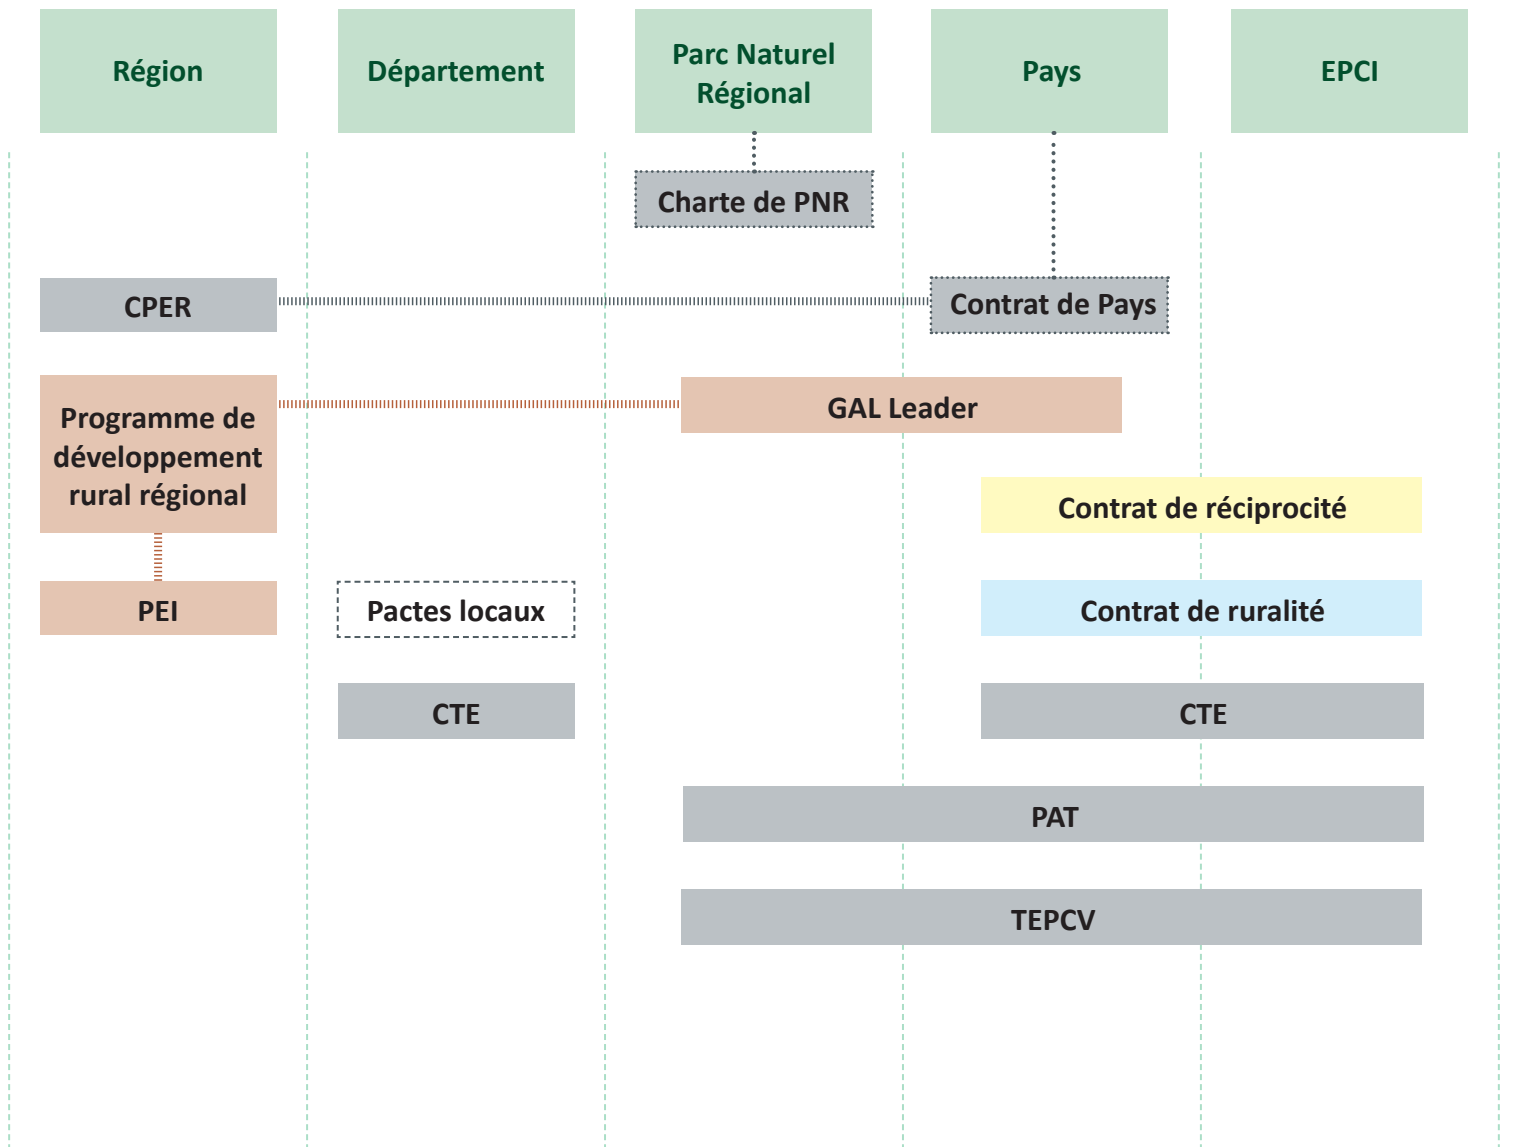 Région
Département
Parc Naturel
Régional
Pays
EPCI
Charte de PNR
CPER
Contrat de Pays
Programme de
développement
rural régional
GAL Leader
Contrat de réciprocité
PEI
Pactes locaux
Contrat de ruralité
CTE
CTE
PAT
TEPCV